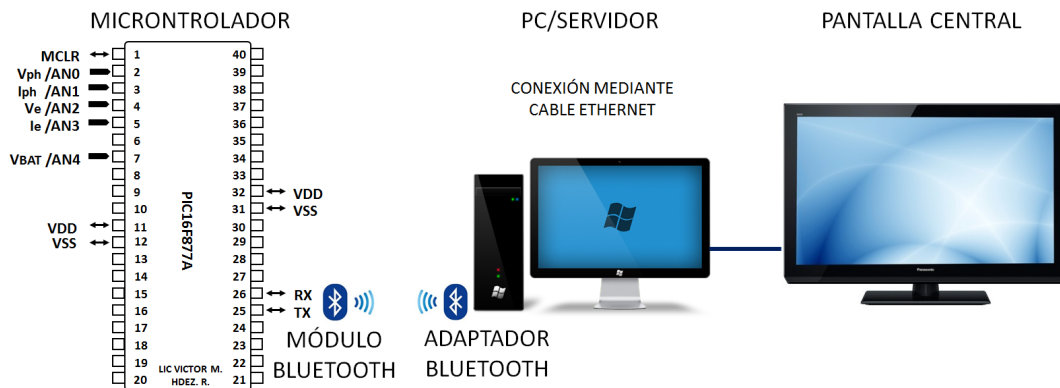 MICRONTROLADOR
PC/SERVIDOR
PANTALLA CENTRAL
CONEXIÓN MEDIANTE
CABLE ETHERNET
MCLR 1 40
Vph /AN0 2 39
Iph /AN1 3 38
Ve /AN2 4 37
Ie /AN3 5 36
6 35
VBAT /AN4 7 34
8 33
9 32 VDD
10 31 VSS
VDD 11 30
VSS 12 29
13 28
14 27
15 26 RX
16 25 TX
17 24
18 23
19 22
20 21
PIC16F877A
LIC VICTOR M.
HDEZ. R.
MÓDULO
BLUETOOTH
ADAPTADOR
BLUETOOTH
Panasonic